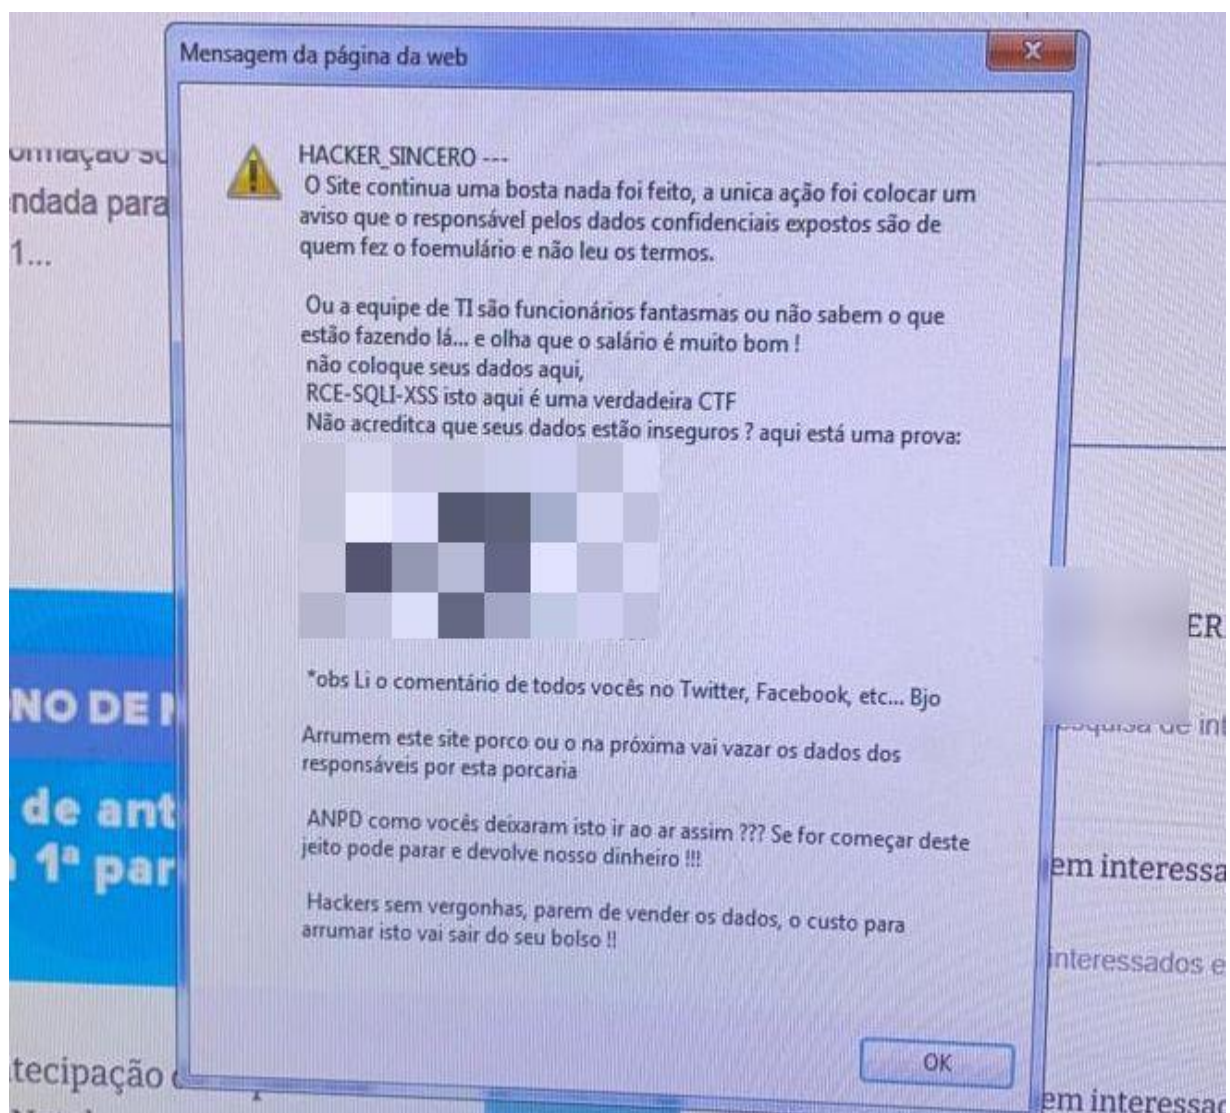 Mensagem da página da web
HACKER_SINCERO ---
O Site continua uma bosta nada foi feito, a unica ação foi colocar um
aviso que o responsável pelos dados confidenciais expostos são de
quem fez o foemulário e não leu os termos.
Ou a equipe de TI são funcionários fantasmas ou não sabem o que
estão fazendo lá... e olha que o salário é muito bom !
não coloque seus dados aqui,
RCE-SQLI-XSS isto aqui é uma verdadeira CTF
Não acreditca que seus dados estão inseguros ? aqui está uma prova:
*obs Li o comentário de todos vocês no Twitter, Facebook, etc... Bjo
Arrumem este site porco ou o na próxima vai vazar os dados dos
responsáveis por esta porcaria
ANPD como vocês deixaram isto ir ao ar assim ??? Se for começar deste
jeito pode parar e devolve nosso dinheiro !!!
Hackers sem vergonhas, parem de vender os dados, o custo para
arrumar isto vai sair do seu bolso !!
OK
ndada para
1...
NO DE
de ant
1ª par
tecipação
ER
de int
em interessa
interessados e
em interessad